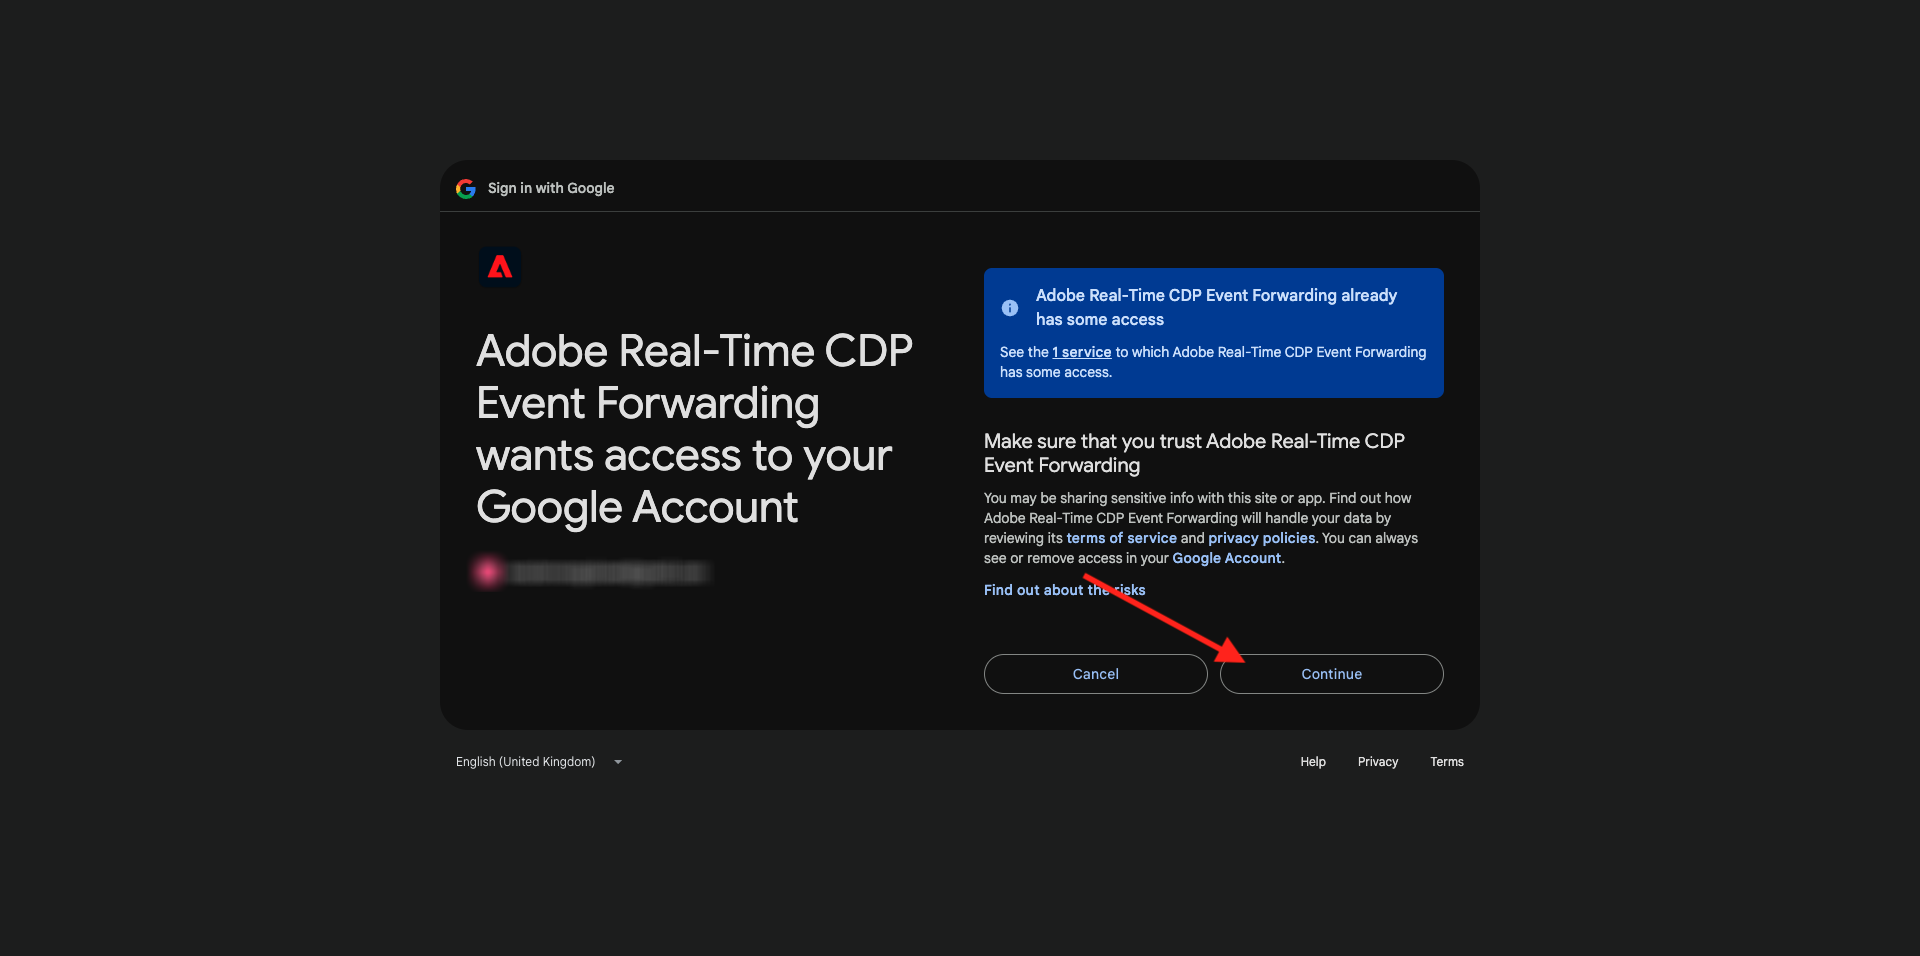 Sign in with Google
Adobe Real-Time CDP
Event Forwarding
wants access to your
Google Account
Adobe Real-Time CDP Event Forwarding already
has some access
See the 1 service to which Adobe Real-Time CDP Event Forwarding
has some access.
Make sure that you trust Adobe Real-Time CDP
Event Forwarding
You may be sharing sensitive info with this site or app. Find out how
Adobe Real-Time CDP Event Forwarding will handle your data by
reviewing its terms of service and privacy policies. You can always
see or remove access in your Google Account.
Find out about the risks
Cancel
Continue
English (United Kingdom)
Help
Privacy
Terms